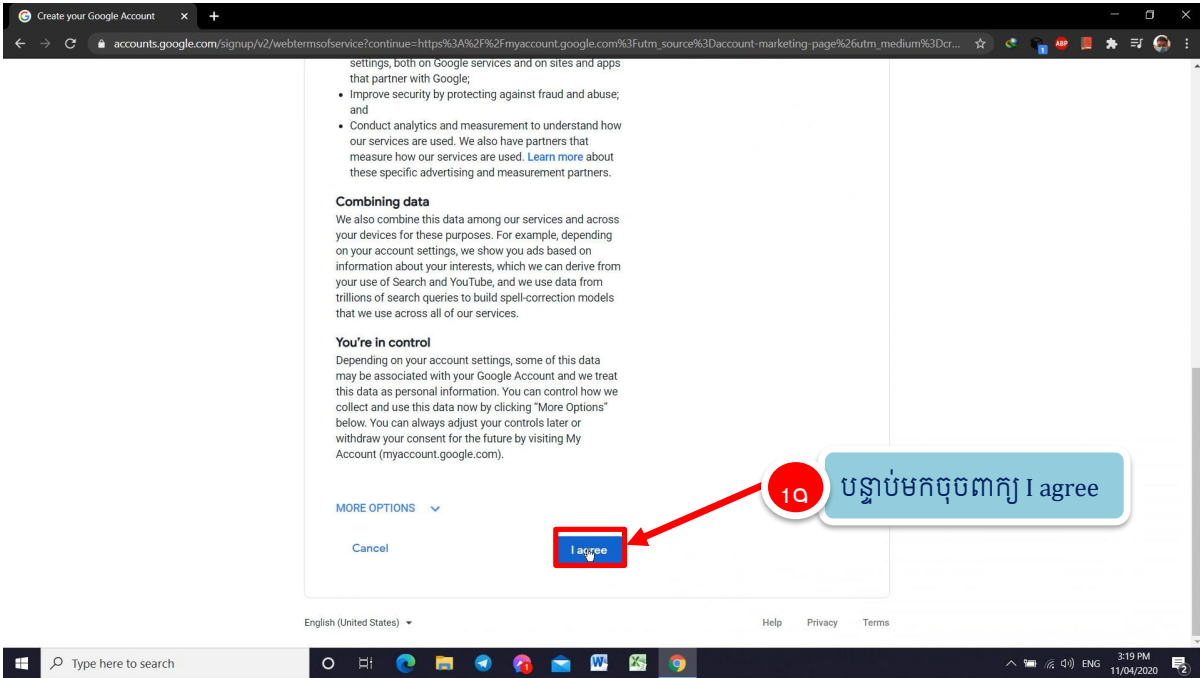 Create your Google Account
accounts.google.com/signup/v2/webtermsofservice?continue=https%3A%2F%2Fmyaccount.google.com%3Futm_source%3Daccount-marketing-page%26utm_medium%3Dcr...
settings, both on Google services and on sites and apps
that partner with Google;
• Improve security by protecting against fraud and abuse;
and
• Conduct analytics and measurement to understand how
our services are used. We also have partners that
measure how our services are used. Learn more about
these specific advertising and measurement partners.
Combining data
We also combine this data among our services and across
your devices for these purposes. For example, depending
on your account settings, we show you ads based on
information about your interests, which we can derive from
your use of Search and YouTube, and we use data from
trillions of search queries to build spell-correction models
that we use across all of our services.
You're in control
Depending on your account settings, some of this data
may be associated with your Google Account and we treat
this data as personal information. You can control how we
collect and use this data now by clicking “More Options”
below. You can always adjust your controls later or
withdraw your consent for the future by visiting My
Account (myaccount.google.com).
បន្ទាប់មកចុចពាក្យ I agree
MORE OPTIONS
Cancel
I agree
English (United States)
Help Privacy Terms
Type here to search
ENG
3:19 PM
11/04/2020